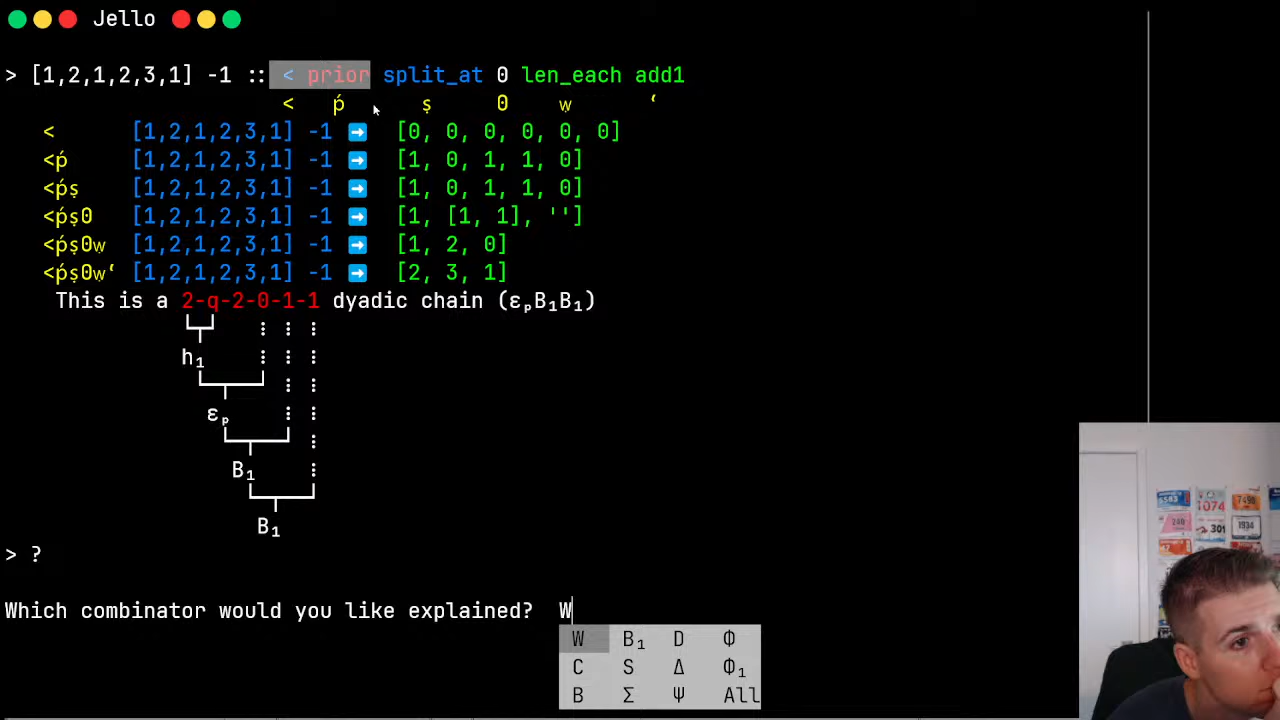 Jello
> [1,2,1,2,3,1] -1 :: < prior split_at 0 len_each add1
< ṕ ṣ 0 ẉ ‘
< [1,2,1,2,3,1] -1 ➡ [0, 0, 0, 0, 0, 0]
<ṕ [1,2,1,2,3,1] -1 ➡ [1, 0, 1, 1, 0]
<ṕṣ [1,2,1,2,3,1] -1 ➡ [1, 0, 1, 1, 0]
<ṕṣ0 [1,2,1,2,3,1] -1 ➡ [1, [1, 1], '']
<ṕṣ0ẉ [1,2,1,2,3,1] -1 ➡ [1, 2, 0]
<ṕṣ0ẉ‘ [1,2,1,2,3,1] -1 ➡ [2, 3, 1]
This is a 2-q-2-0-1-1 dyadic chain (εₚB₁B₁)
h₁
εₚ
B₁
B₁
> ?
Which combinator would you like explained? W
W B₁ D Φ
C S Δ Φ₁
B Σ Ψ All